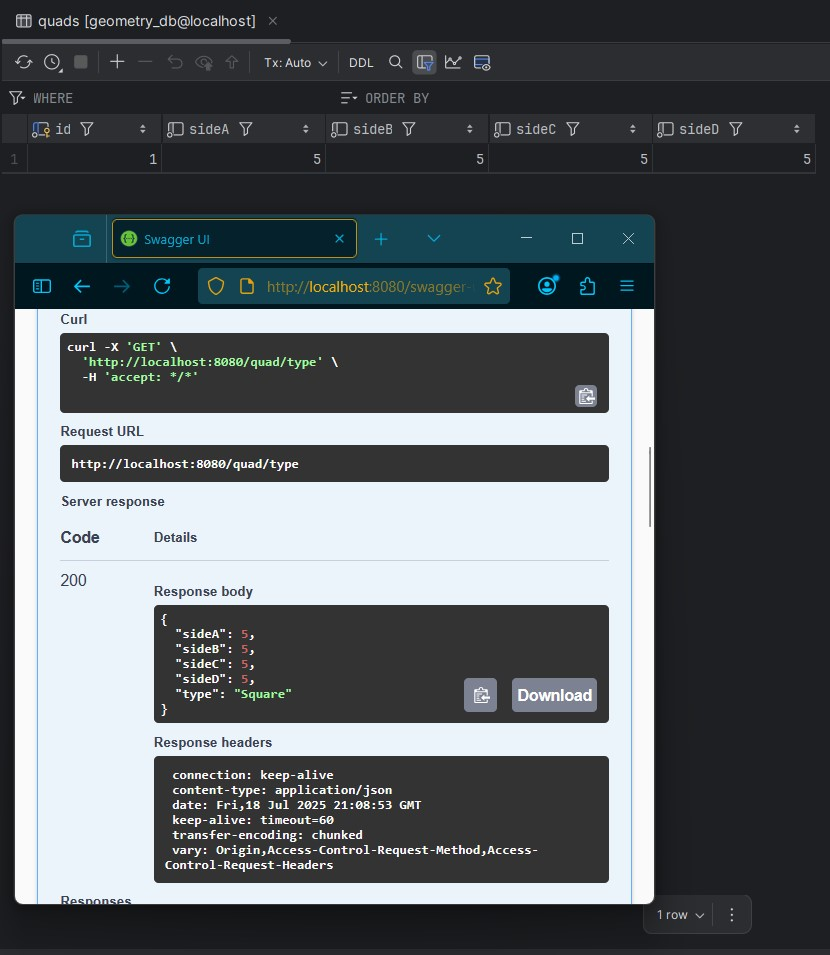 quads [geometry_db@localhost]
Tx: Auto DDL
WHERE ORDER BY
id sideA sideB sideC sideD
1 1 5 5 5 5
Swagger UI
http://localhost:8080/swagger-
Curl
curl -X 'GET' \
'http://localhost:8080/quad/type' \
-H 'accept: */*'
Request URL
http://localhost:8080/quad/type
Server response
Code Details
200
Response body
{
"sideA": 5,
"sideB": 5,
"sideC": 5,
"sideD": 5,
"type": "Square"
}
Download
Response headers
connection: keep-alive
content-type: application/json
date: Fri,18 Jul 2025 21:08:53 GMT
keep-alive: timeout=60
transfer-encoding: chunked
vary: Origin,Access-Control-Request-Method,Access-
Control-Request-Headers
Responses
1 row